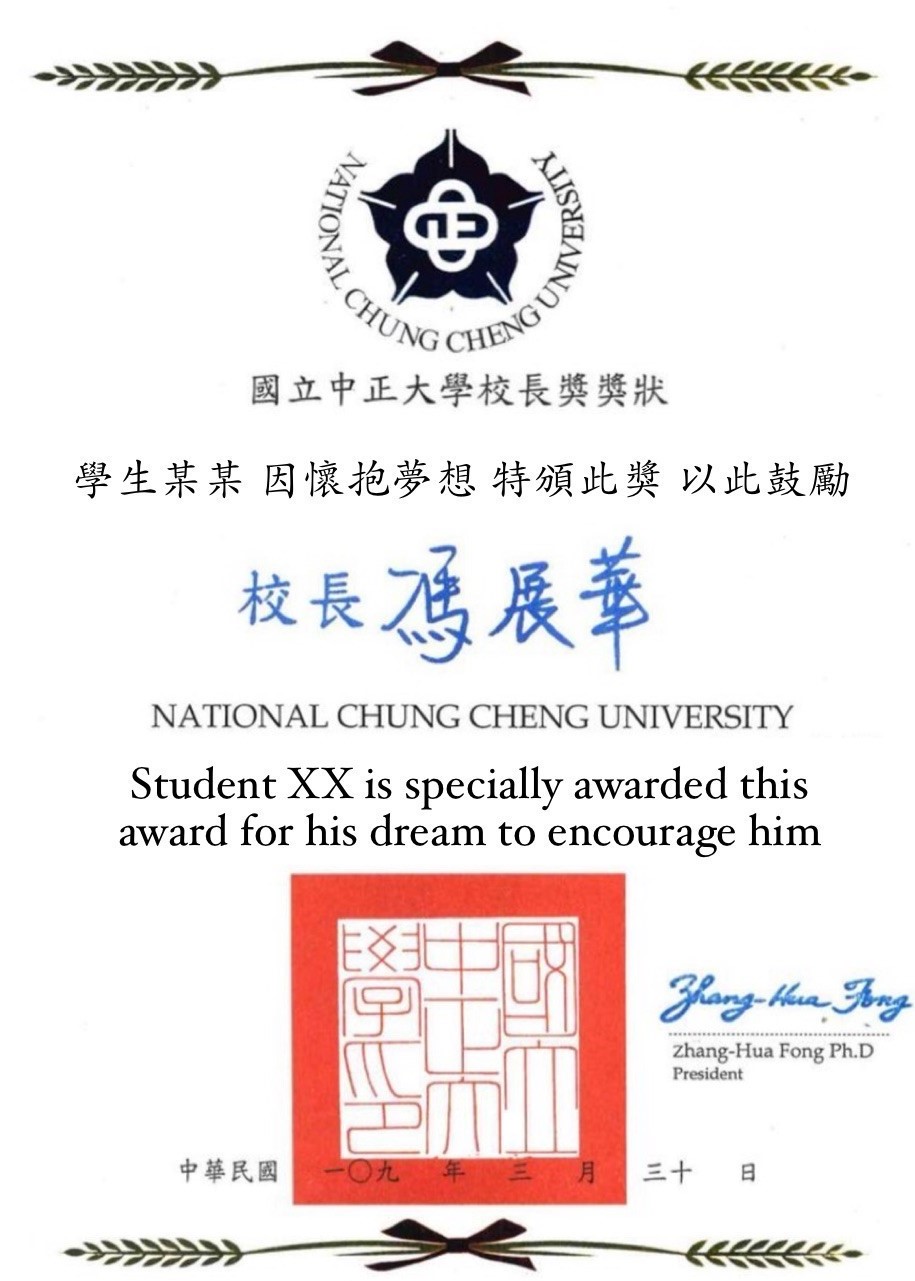 NATIONAL CHUNG CHENG UNIVERSITY
國立中正大學校長獎獎狀
學生某某 因懷抱夢想 特頒此獎 以此鼓勵
校長 馮展華
NATIONAL CHUNG CHENG UNIVERSITY
Student XX is specially awarded this
award for his dream to encourage him
國立中正大學印
Zhang-Hua Fong
Zhang-Hua Fong Ph.D
President
中華民國 一〇九 年 三 月 三十 日